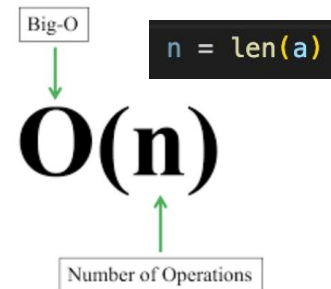 Big-O
n = len(a)
O(n)
Number of Operations